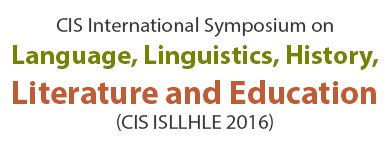 CIS International Symposium on
Language, Linguistics, History,
Literature and Education
(CIS ISLLHLE 2016)